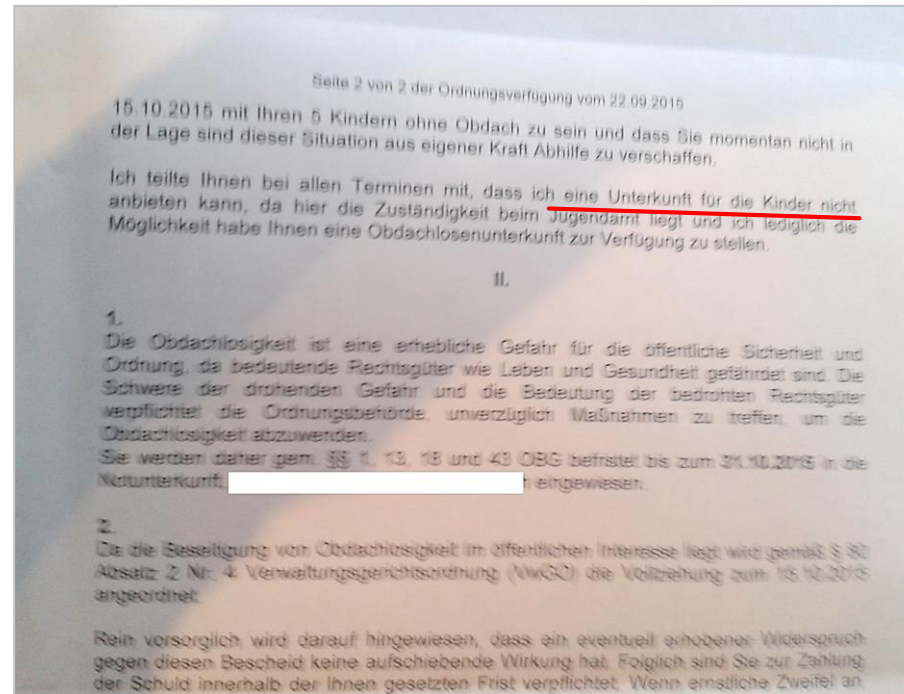 Seite 2 von 2 der Ordnungsverfügung vom 22.09.2015
15.10.2015 mit Ihren 5 Kindern ohne Obdach zu sein und dass Sie momentan nicht in
der Lage sind dieser Situation aus eigener Kraft Abhilfe zu verschaffen.
Ich teilte Ihnen bei allen Terminen mit, dass ich eine Unterkunft für die Kinder nicht
anbieten kann, da hier die Zuständigkeit beim Jugendamt liegt und ich lediglich die
Möglichkeit habe Ihnen eine Obdachlosenunterkunft zur Verfügung zu stellen.
II.
1.
Die Obdachlosigkeit ist eine erhebliche Gefahr für die öffentliche Sicherheit und
Ordnung, da bedeutende Rechtsgüter wie Leben und Gesundheit gefährdet sind. Die
Schwere der drohenden Gefahr und die Bedeutung der bedrohten Rechtsgüter
verpflichtet die Ordnungsbehörde, unverzüglich Maßnahmen zu treffen, um die
Obdachlosigkeit abzuwenden.
Sie werden daher gem. §§ 1, 13, 18 und 43 OBG befristet bis zum 31.10.2015 in die
Notunterkunft, eingewiesen.
2.
Da die Beseitigung von Obdachlosigkeit im öffentlichen Interesse liegt wird gemäß § 80
Absatz 2 Nr. 4 Verwaltungsgerichtsordnung (VwGO) die Vollziehung zum 15.10.2015
angeordnet.
Rein vorsorglich wird darauf hingewiesen, dass ein eventuell erhobener Widerspruch
gegen diesen Bescheid keine aufschiebende Wirkung hat. Folglich sind Sie zur Zahlung
der Schuld innerhalb der Ihnen gesetzten Frist verpflichtet. Wenn ernstliche Zweifel an